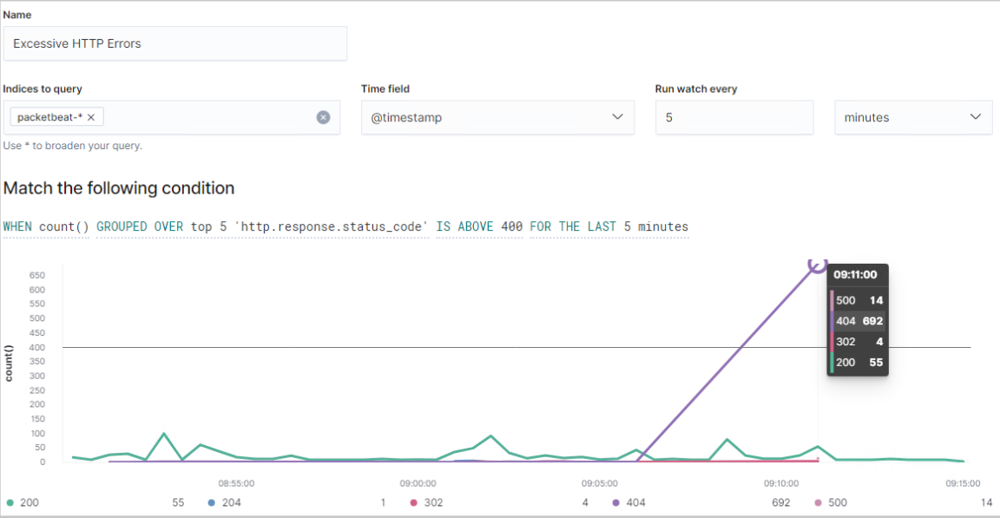 Name
Excessive HTTP Errors
Indices to query Time field Run watch every
packetbeat-* × @timestamp 5 minutes
Use * to broaden your query.
Match the following condition
WHEN count() GROUPED OVER top 5 'http.response.status_code' IS ABOVE 400 FOR THE LAST 5 minutes
count()
650
600
550
500
450
400
350
300
250
200
150
100
50
0
09:11:00
500 14
404 692
302 4
200 55
08:55:00 09:00:00 09:05:00 09:10:00 09:15:00
200 55 204 1 302 4 404 692 500 14